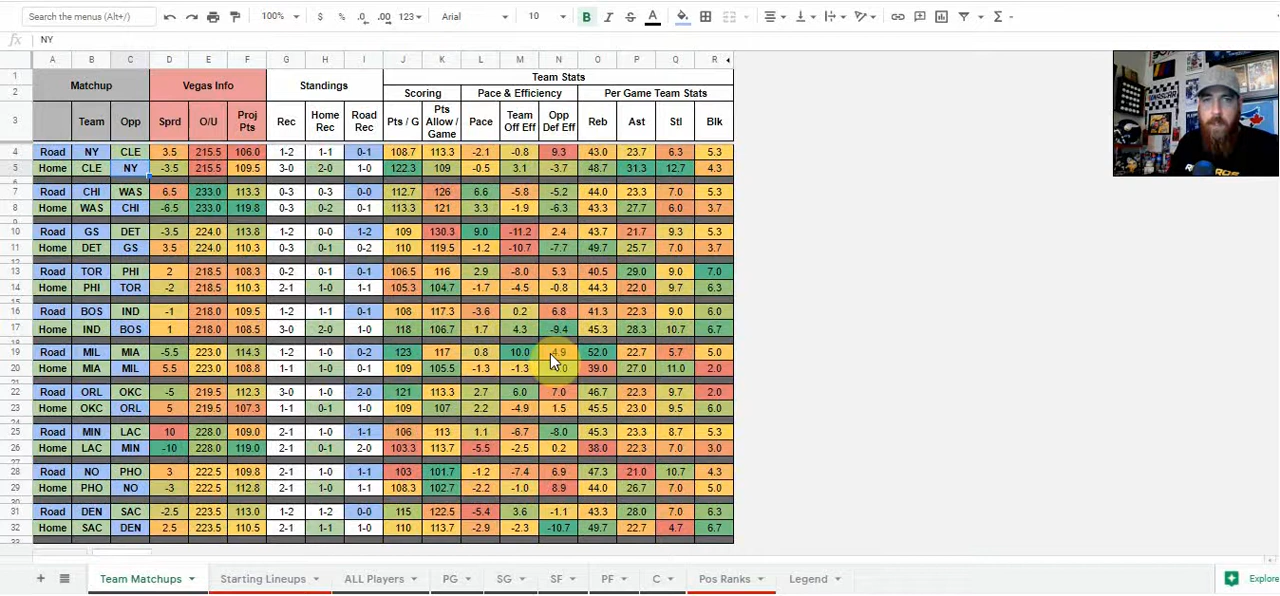 Search the menus (Alt+/) 100% $ % .0 .00 123 Arial 10 B I S A
fx NY
A B C D E F G H I J K L M N O P Q R
1 Matchup Vegas Info Standings Team Stats
2 Scoring Pace & Efficiency Per Game Team Stats
3 Team Opp Sprd O/U Proj Pts Rec Home Rec Road Rec Pts / G Pts Allow / Game Pace Team Off Eff Opp Def Eff Reb Ast Stl Blk
4 Road NY CLE 3.5 215.5 106.0 1-2 1-1 0-1 108.7 113.3 -2.1 -0.8 9.3 43.0 23.7 6.3 5.3
5 Home CLE NY -3.5 215.5 109.5 3-0 2-0 1-0 122.3 109 -0.5 3.1 -3.7 48.7 31.3 12.7 4.3
7 Road CHI WAS 6.5 233.0 113.3 0-3 0-3 0-0 112.7 126 6.6 -5.8 -5.2 44.0 23.3 7.0 5.3
8 Home WAS CHI -6.5 233.0 119.8 0-3 0-2 0-1 113.3 121 3.3 -1.9 -6.3 43.3 27.7 6.0 3.7
10 Road GS DET -3.5 224.0 113.8 1-2 0-0 1-2 109 130.3 9.0 -11.2 2.4 43.7 21.7 9.3 5.3
11 Home DET GS 3.5 224.0 110.3 0-3 0-1 0-2 110 119.5 -1.2 -10.7 -7.7 49.7 25.7 7.0 3.7
13 Road TOR PHI 2 218.5 108.3 0-2 0-1 0-1 106.5 116 2.9 -8.0 5.3 40.5 29.0 9.0 7.0
14 Home PHI TOR -2 218.5 110.3 2-1 1-0 1-1 105.3 104.7 -1.7 -4.5 -0.8 44.3 22.0 9.7 6.3
16 Road BOS IND -1 218.0 109.5 1-2 1-1 0-1 108 117.3 -3.6 0.2 6.8 41.3 22.3 9.0 6.0
17 Home IND BOS 1 218.0 108.5 3-0 2-0 1-0 118 106.7 1.7 4.3 -9.4 45.3 28.3 10.7 6.7
19 Road MIL MIA -5.5 223.0 114.3 1-2 1-0 0-2 123 117 0.8 10.0 52.0 22.7 5.7 5.0
20 Home MIA MIL 5.5 223.0 108.8 1-1 1-0 0-1 109 105.5 -1.3 -1.3 39.0 27.0 11.0 2.0
22 Road ORL OKC -5 219.5 112.3 3-0 1-0 2-0 121 113.3 2.7 6.0 7.0 46.7 22.3 9.7 2.0
23 Home OKC ORL 5 219.5 107.3 1-1 0-1 1-0 109 107 2.2 -4.9 1.5 45.5 23.0 9.5 6.0
25 Road MIN LAC 10 228.0 109.0 2-1 1-0 1-1 106 113 1.1 -6.7 -8.0 45.3 23.3 8.7 5.3
26 Home LAC MIN -10 228.0 119.0 2-1 0-1 2-0 103.3 113.7 -5.5 -2.5 0.2 38.0 22.3 7.0 3.0
28 Road NO PHO 3 222.5 109.8 2-1 1-0 1-1 103 101.7 -1.2 -7.4 6.9 47.3 21.0 10.7 4.3
29 Home PHO NO -3 222.5 112.8 2-1 1-0 1-1 108.3 102.7 -2.2 -1.0 8.9 44.0 26.7 7.0 5.0
31 Road DEN SAC -2.5 223.5 113.0 1-2 1-2 0-0 115 122.5 -5.4 3.6 -1.1 43.3 28.0 7.0 6.3
32 Home SAC DEN 2.5 223.5 110.5 2-1 1-1 1-0 110 113.7 -2.9 -2.3 -10.7 49.7 22.7 4.7 6.7
Team Matchups Starting Lineups ALL Players PG SG SF PF C Pos Ranks Legend Explore